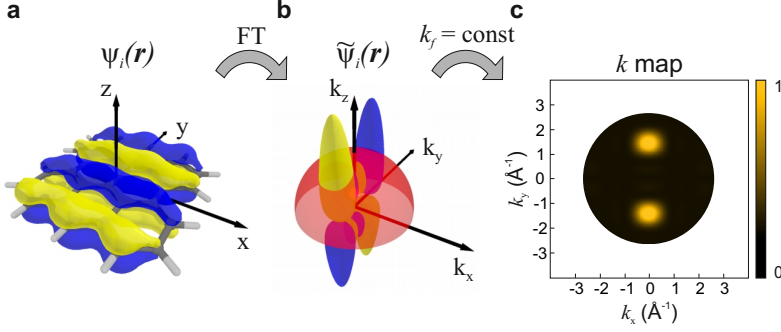 a
ψi(r)
FT
b
ψ̃i(r)
kf = const
c
z
y
x
kz
ky
kx
k map
ky (Å-1)
3
2
1
0
-1
-2
-3
-3 -2 -1 0 1 2 3
kx (Å-1)
1
0